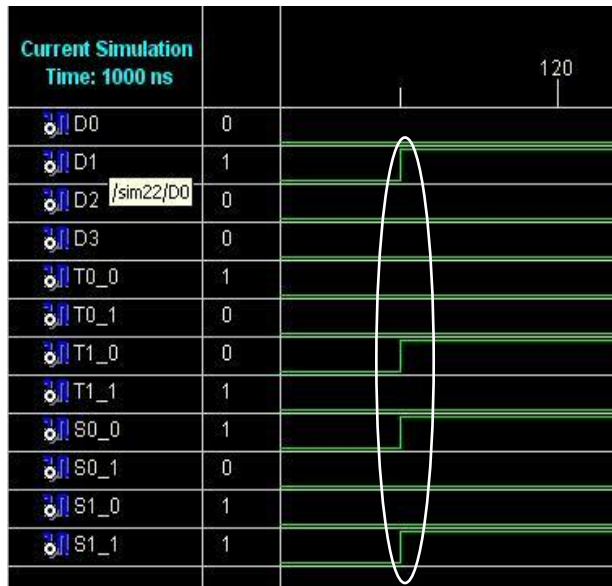 Current Simulation
Time: 1000 ns
120
D0 0
D1 1
D2 /sim22/D0 0
D3 0
T0_0 1
T0_1 0
T1_0 0
T1_1 1
S0_0 1
S0_1 0
S1_0 1
S1_1 1